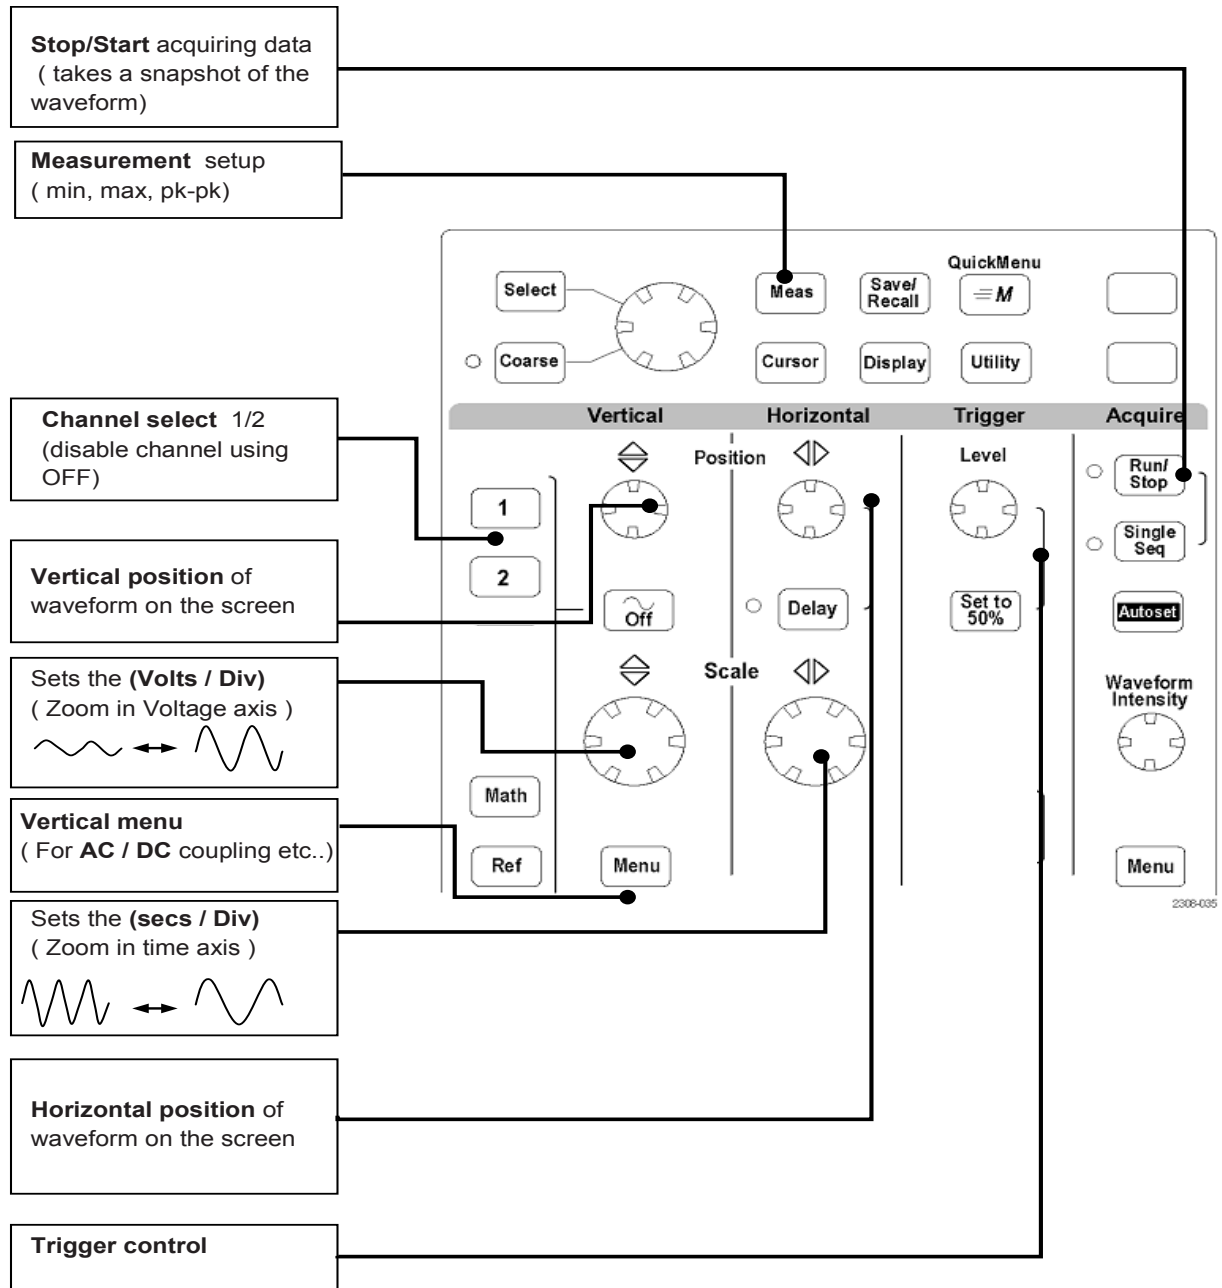 Stop/Start acquiring data
( takes a snapshot of the
waveform)
Measurement setup
( min, max, pk-pk)
QuickMenu
Select
Meas
Save/
Recall
M
Coarse
Cursor
Display
Utility
Channel select 1/2
(disable channel using
OFF)
Vertical
Horizontal
Trigger
Acquire
Position
Level
Run/
Stop
1
Single
Seq
2
Vertical position of
waveform on the screen
Off
Delay
Set to
50%
Autoset
Sets the (Volts / Div)
( Zoom in Voltage axis )
Scale
Waveform
Intensity
Math
Vertical menu
( For AC / DC coupling etc..)
Ref
Menu
Menu
2308-035
Sets the (secs / Div)
( Zoom in time axis )
Horizontal position of
waveform on the screen
Trigger control